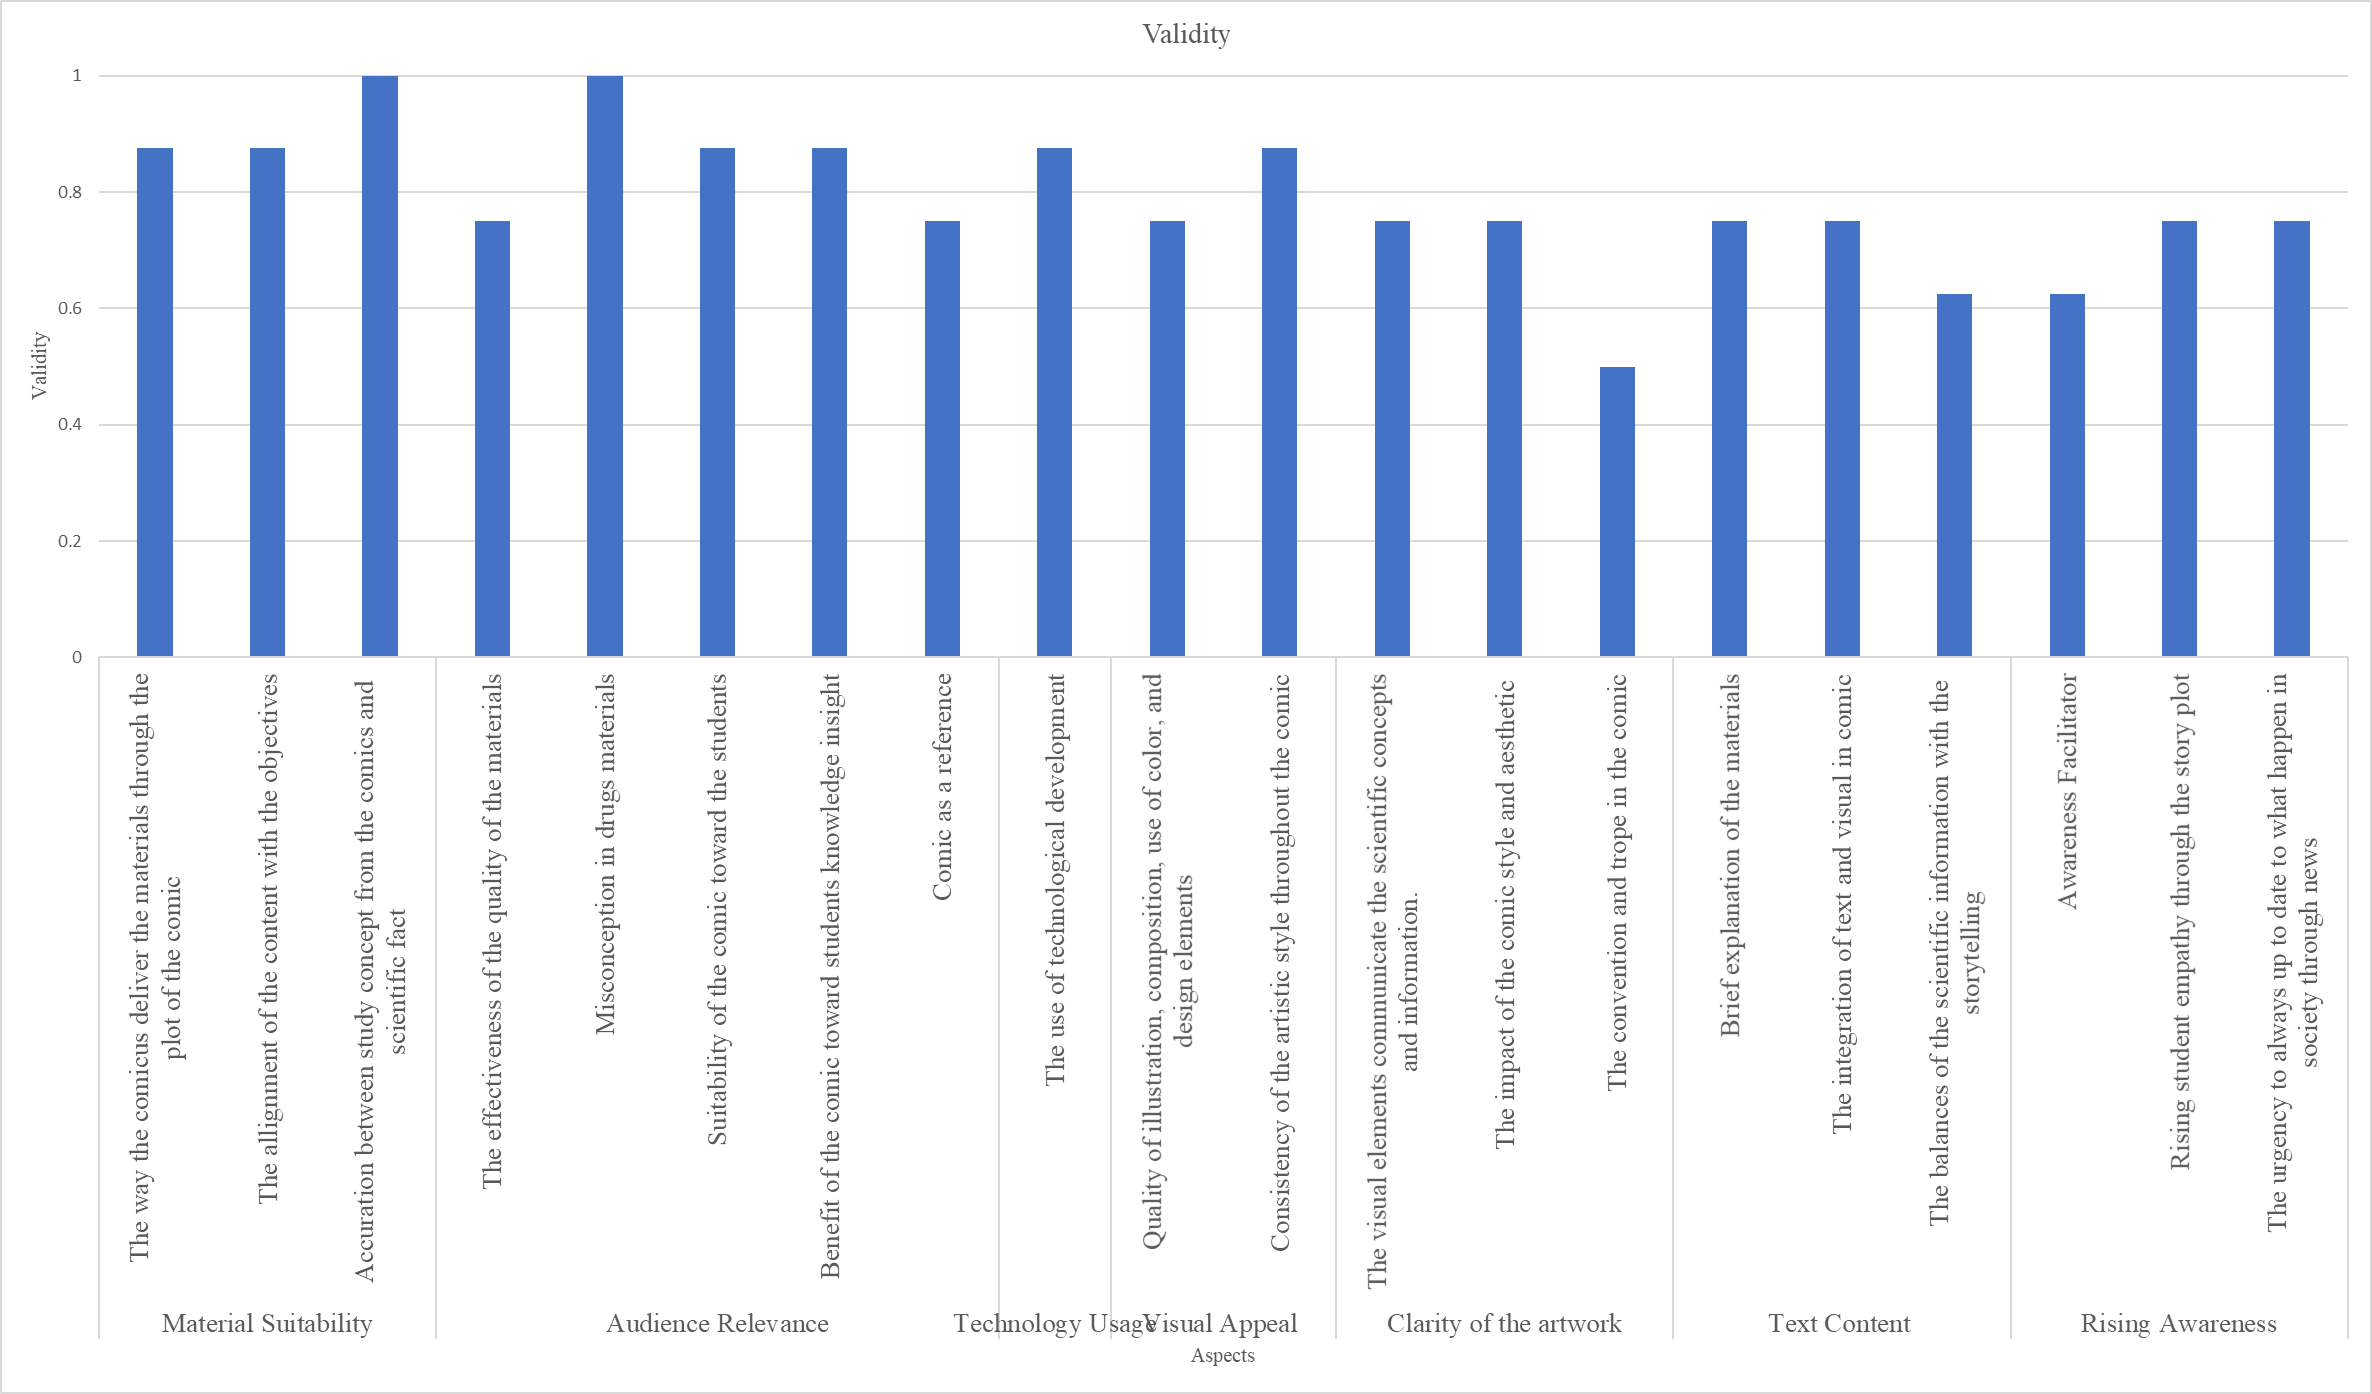 Validity
1
0.8
0.6
0.4
0.2
0
Validity
The way the comicus deliver the materials through the
plot of the comic
The allignment of the content with the objectives
Accuration between study concept from the comics and
scientific fact
The effectiveness of the quality of the materials
Misconception in drugs materials
Suitability of the comic toward the students
Benefit of the comic toward students knowledge insight
Comic as a reference
The use of technological development
Quality of illustration, composition, use of color, and
design elements
Consistency of the artistic style throughout the comic
The visual elements communicate the scientific concepts
and information.
The impact of the comic style and aesthetic
The convention and trope in the comic
Brief explanation of the materials
The integration of text and visual in comic
The balances of the scientific information with the
storytelling
Awareness Facilitator
Rising student empathy through the story plot
The urgency to always up to date to what happen in
society through news
Material Suitability
Audience Relevance
Technology Usage
Visual Appeal
Clarity of the artwork
Text Content
Rising Awareness
Aspects